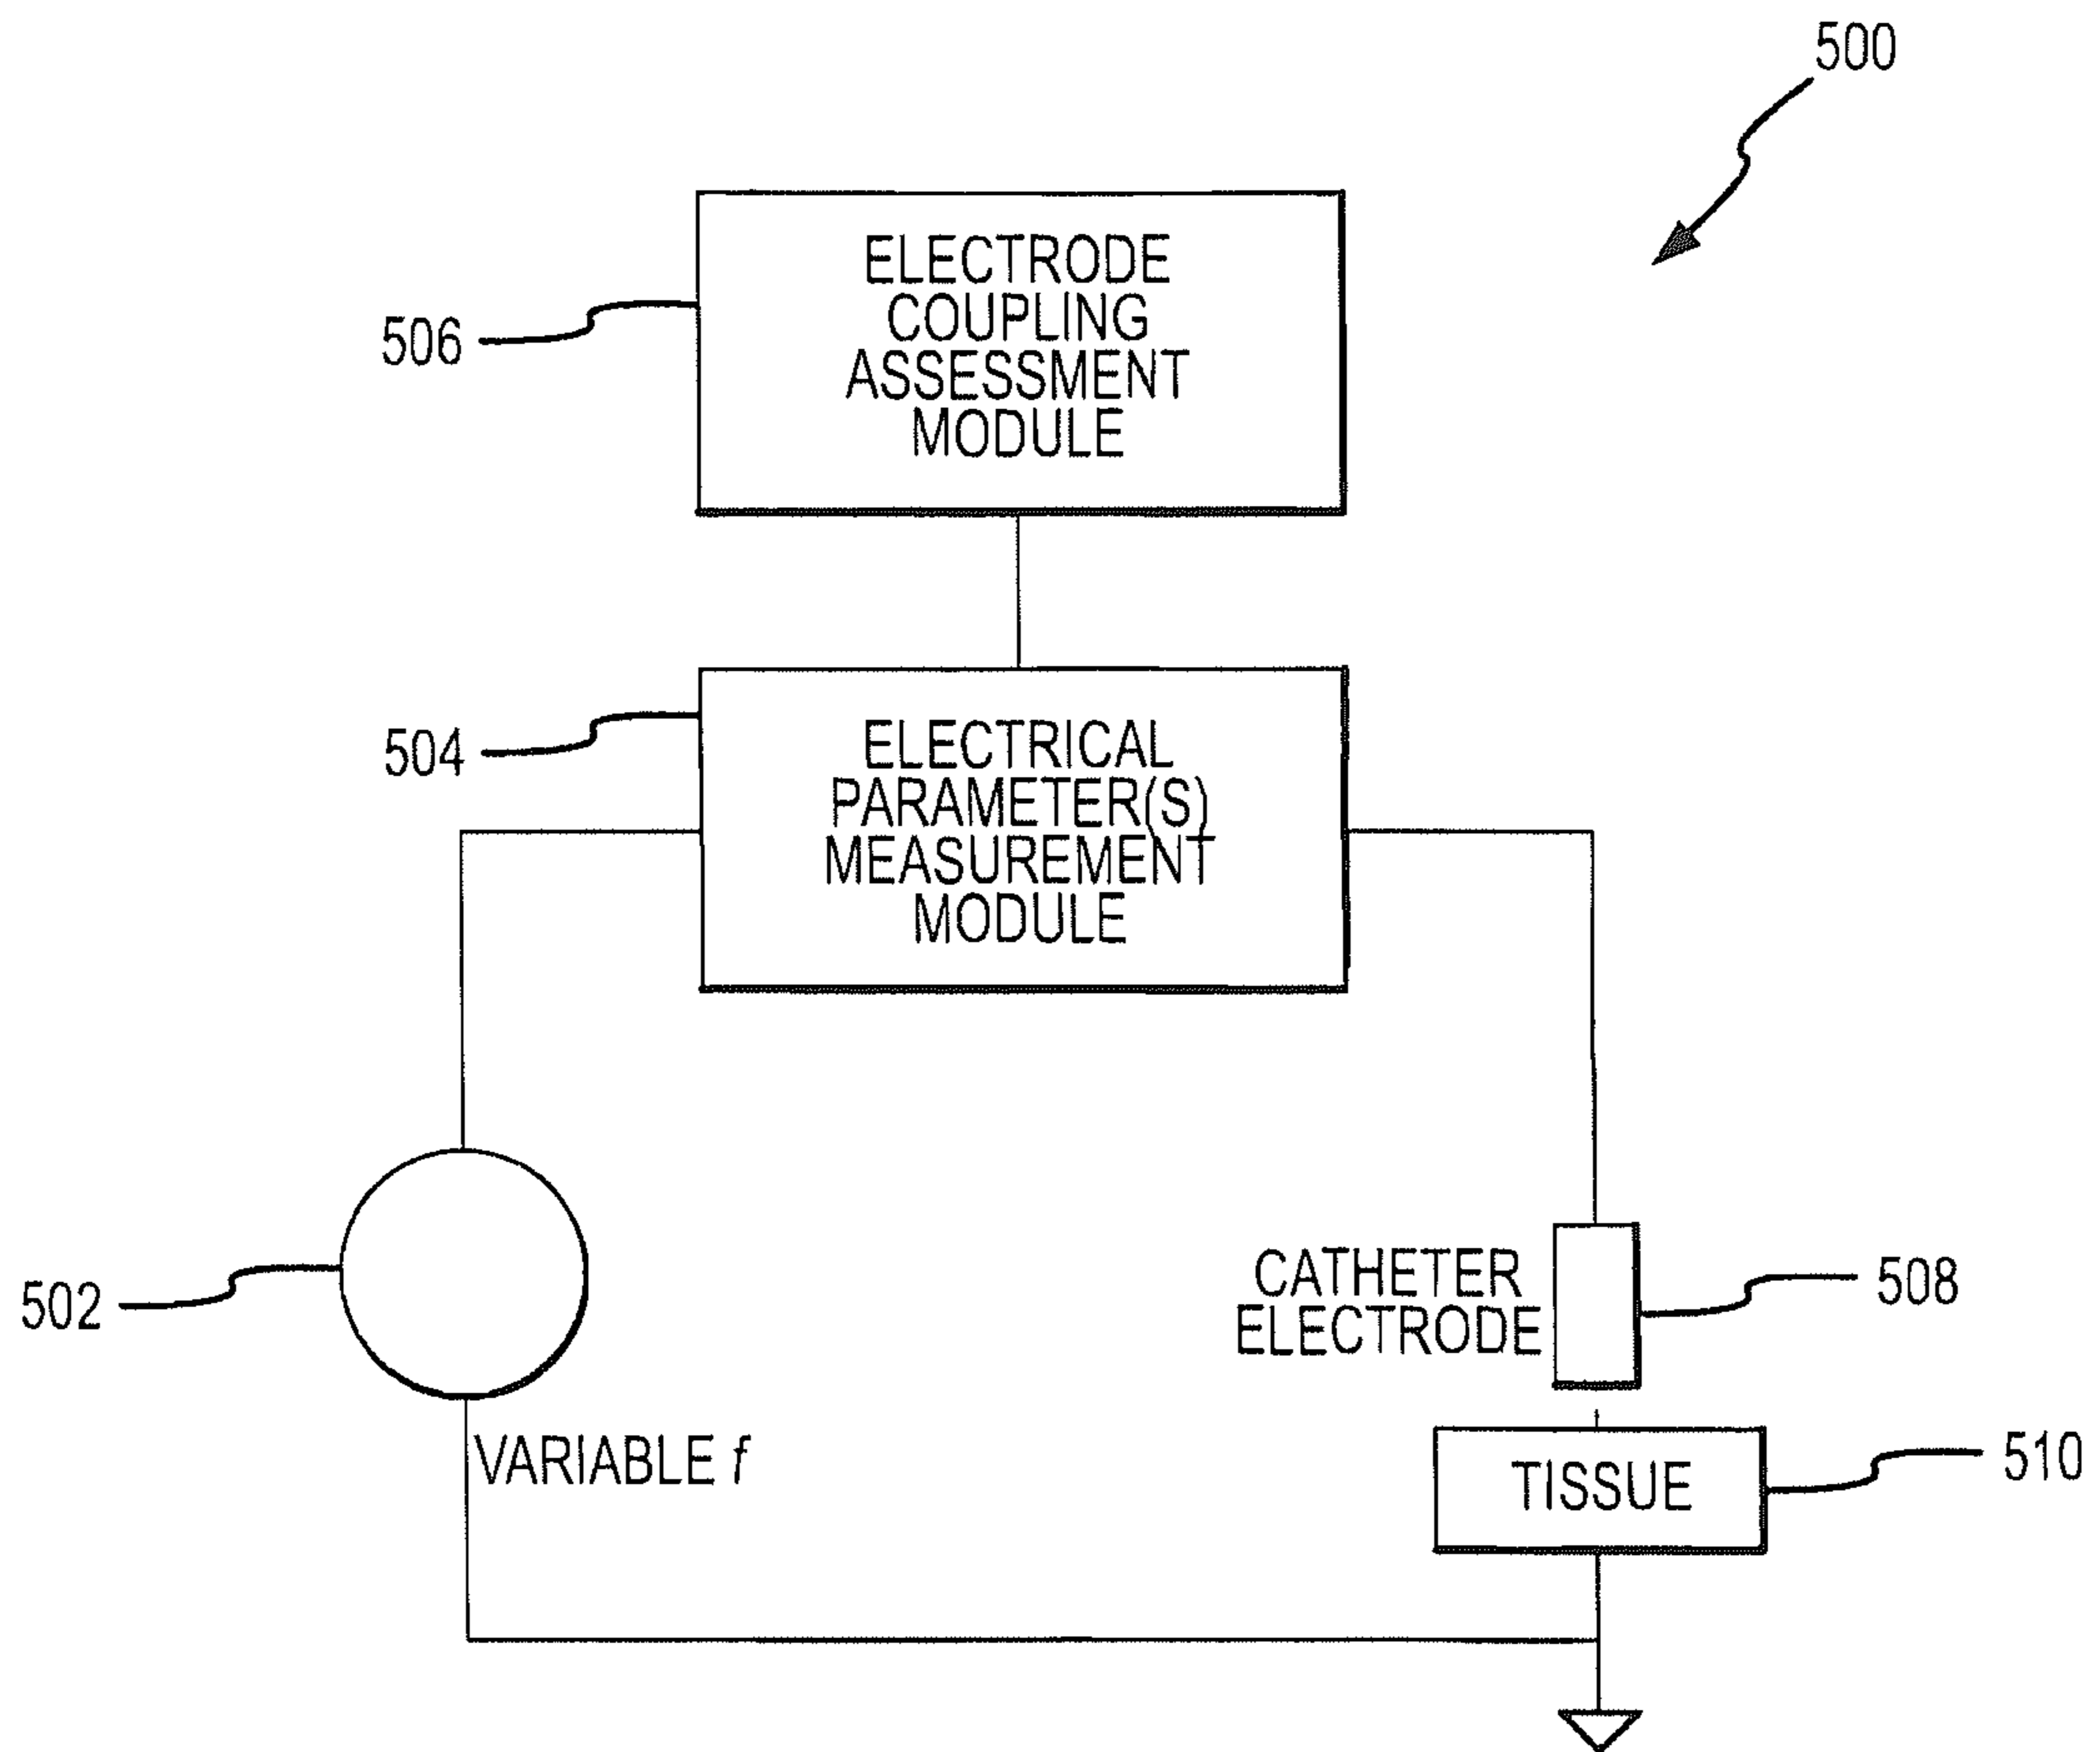 500
ELECTRODE
COUPLING
ASSESSMENT
MODULE
506
ELECTRICAL
PARAMETER(S)
MEASUREMENT
MODULE
504
502
VARIABLE f
CATHETER
ELECTRODE
508
TISSUE
510